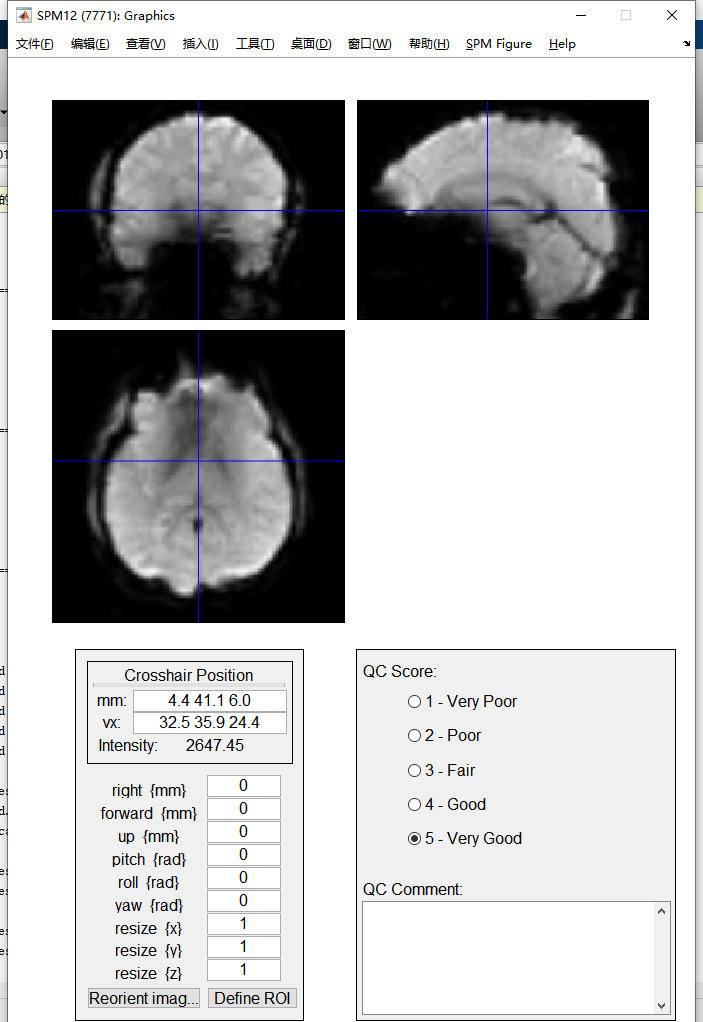 SPM12 (7771): Graphics
文件(F) 编辑(E) 查看(V) 插入(I) 工具(T) 桌面(D) 窗口(W) 帮助(H) SPM Figure Help
Crosshair Position
mm: 4.4 41.1 6.0
vx: 32.5 35.9 24.4
Intensity: 2647.45
right {mm} 0
forward {mm} 0
up {mm} 0
pitch {rad} 0
roll {rad} 0
yaw {rad} 0
resize {x} 1
resize {y} 1
resize {z} 1
Reorient imag... Define ROI
QC Score:
1 - Very Poor
2 - Poor
3 - Fair
4 - Good
5 - Very Good
QC Comment: